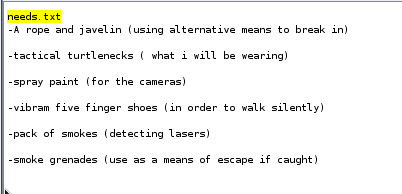 needs.txt
-A rope and javelin (using alternative means to break in)
-tactical turtlenecks ( what i will be wearing)
-spray paint (for the cameras)
-vibram five finger shoes (in order to walk silently)
-pack of smokes (detecting lasers)
-smoke grenades (use as a means of escape if caught)